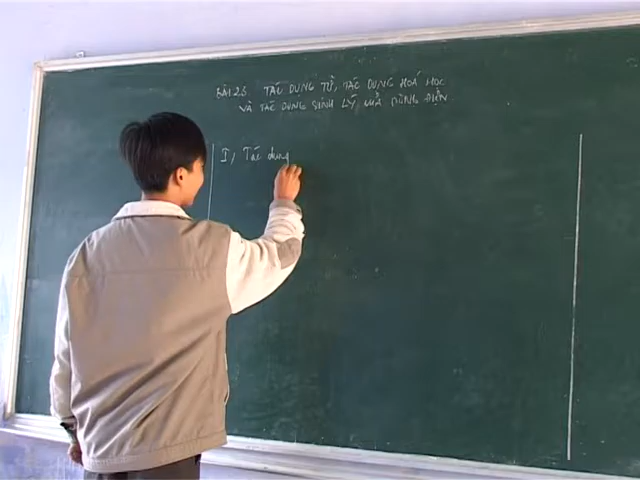 BÀI 23. TÁC DỤNG TỪ, TÁC DỤNG HOÁ HỌC
VÀ TÁC DỤNG SINH LÝ CỦA DÒNG ĐIỆN
I, Tác dụng